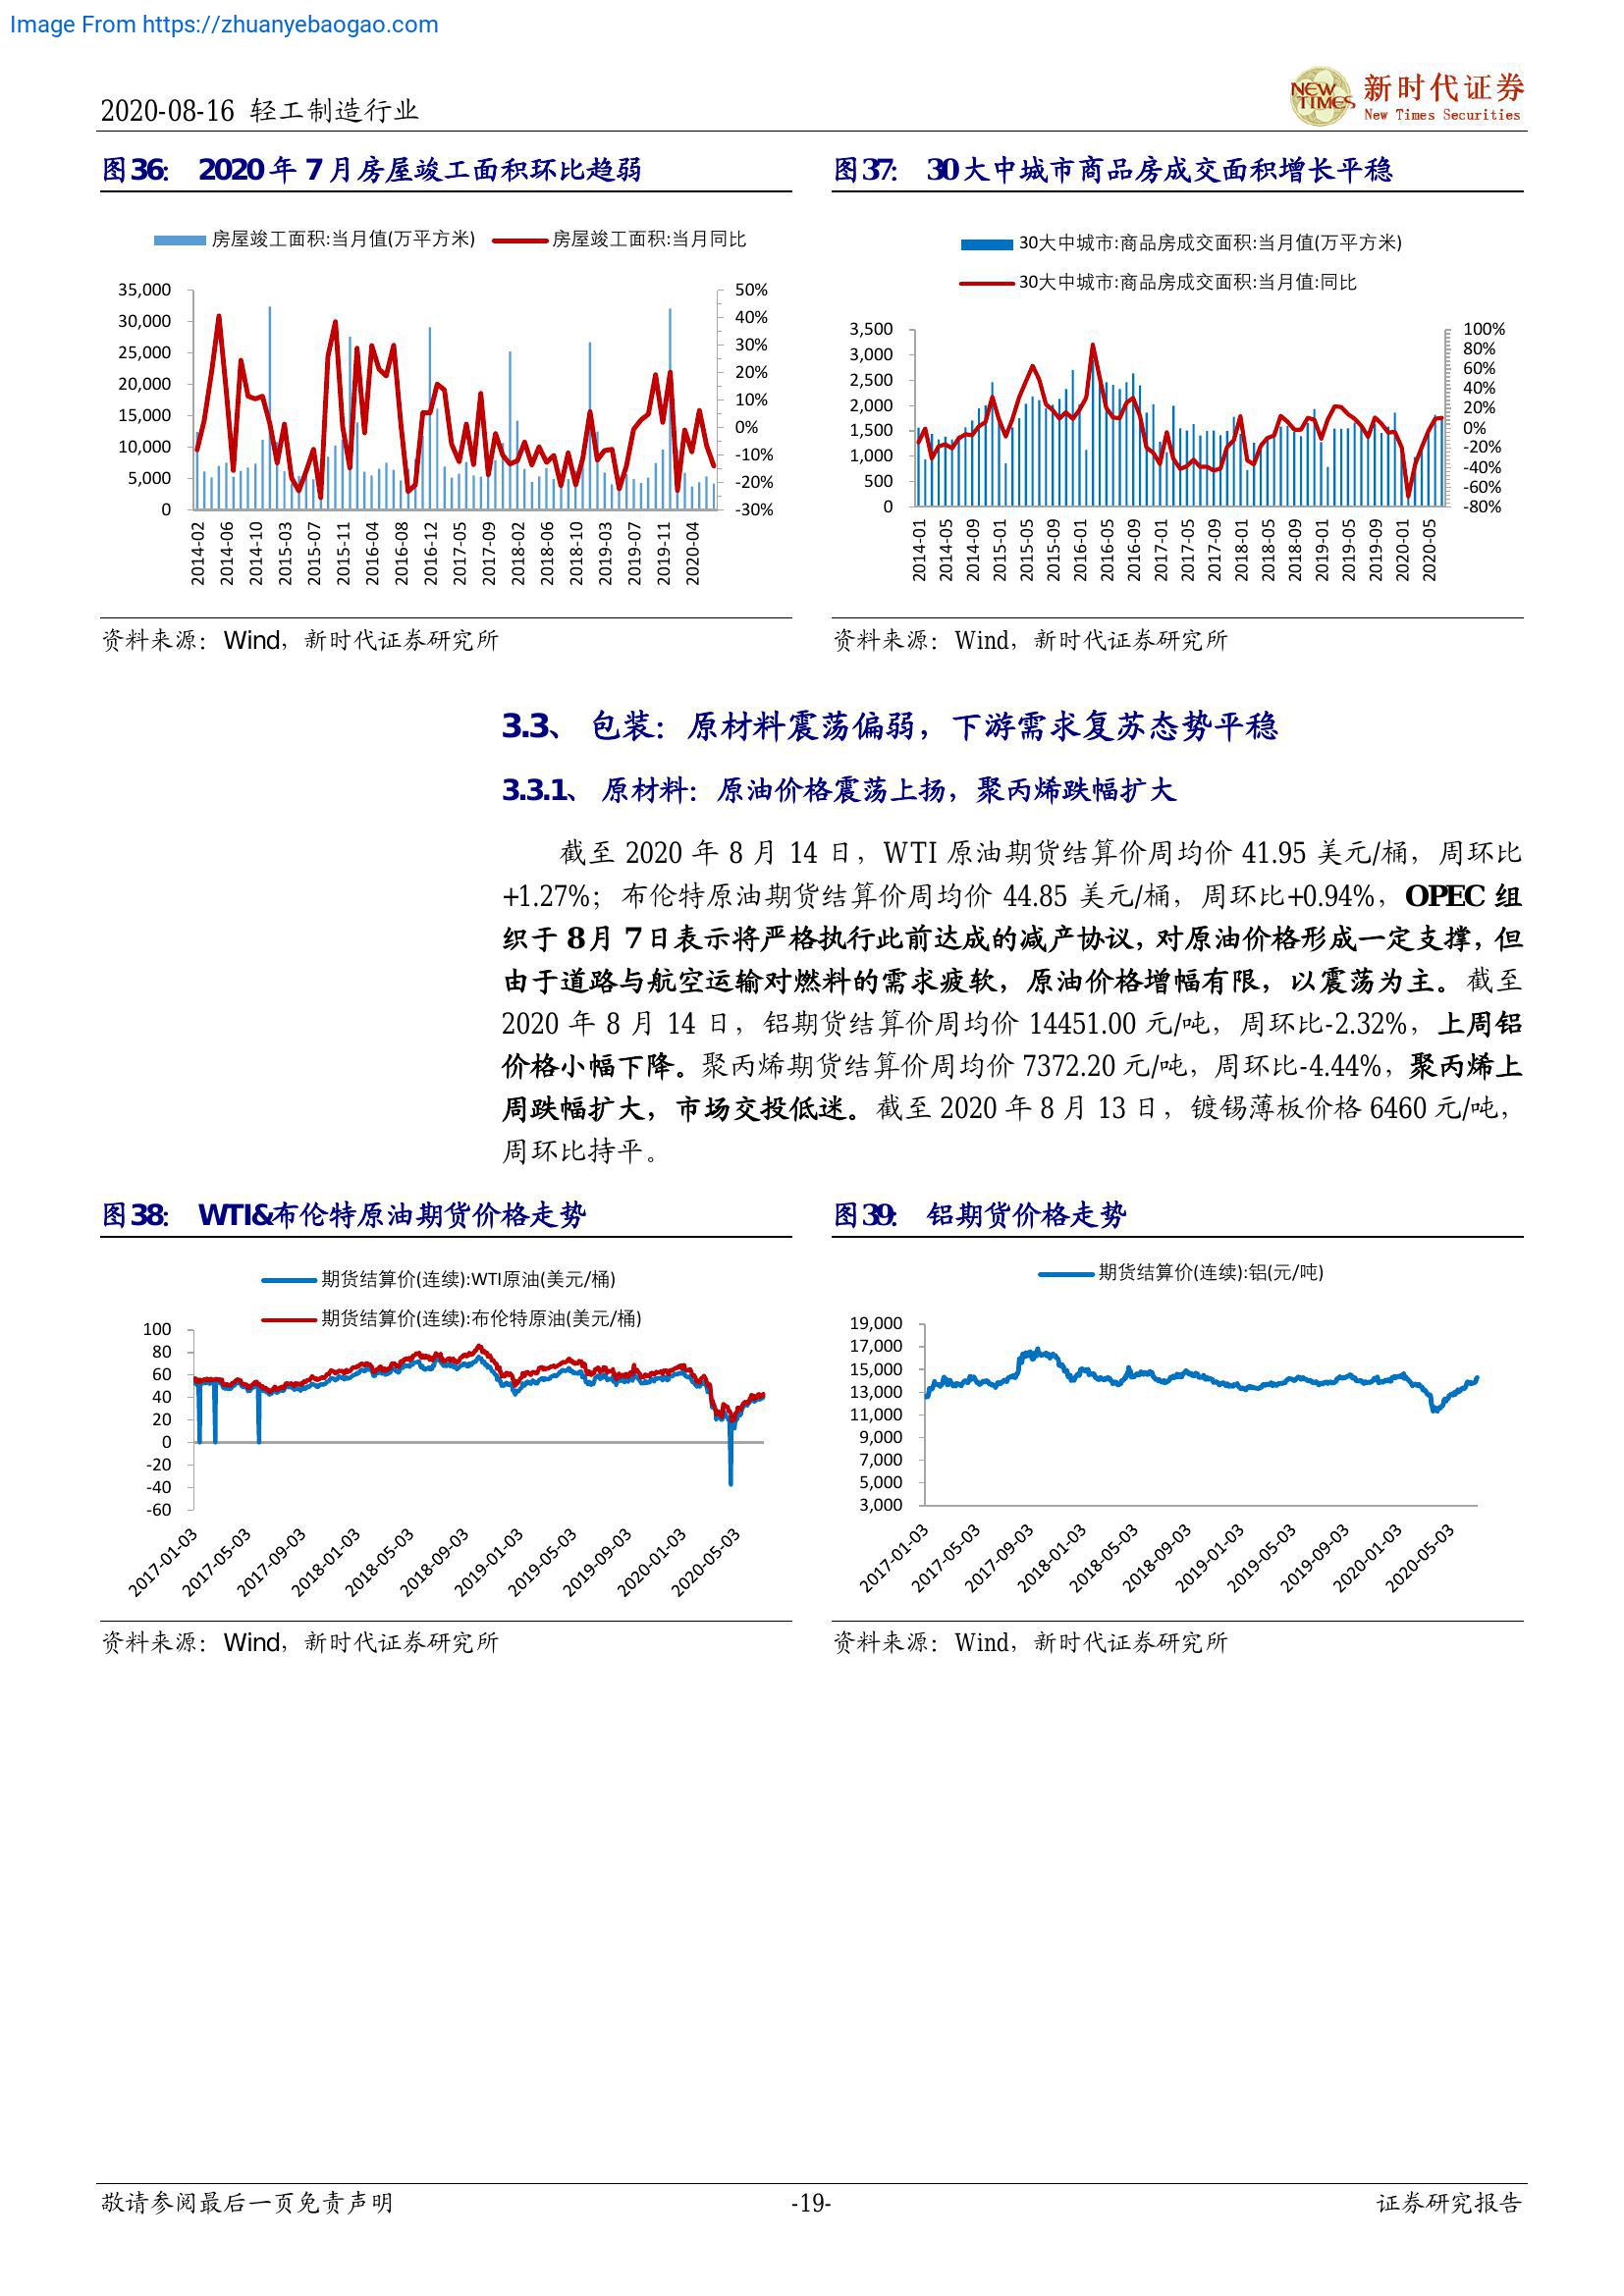 Image From https://zhuanyebaogao.com
2020-08-16 轻工制造行业
NEW TIMES 新时代证券
New Times Securities
图36: 2020年7月房屋竣工面积环比趋弱
图37: 30大中城市商品房成交面积增长平稳
房屋竣工面积:当月值(万平方米) 房屋竣工面积:当月同比
35,000
30,000
25,000
20,000
15,000
10,000
5,000
0
50%
40%
30%
20%
10%
0%
-10%
-20%
-30%
2014-02 2014-06 2014-10 2015-03 2015-07 2015-11 2016-04 2016-08 2016-12 2017-05 2017-09 2018-02 2018-06 2018-10 2019-03 2019-07 2019-11 2020-04
30大中城市:商品房成交面积:当月值(万平方米)
30大中城市:商品房成交面积:当月值:同比
3,500
3,000
2,500
2,000
1,500
1,000
500
0
100%
80%
60%
40%
20%
0%
-20%
-40%
-60%
-80%
2014-01 2014-05 2014-09 2015-01 2015-05 2015-09 2016-01 2016-05 2016-09 2017-01 2017-05 2017-09 2018-01 2018-05 2018-09 2019-01 2019-05 2019-09 2020-01 2020-05
资料来源：Wind，新时代证券研究所
资料来源：Wind，新时代证券研究所
3.3、 包装：原材料震荡偏弱，下游需求复苏态势平稳
3.3.1、 原材料：原油价格震荡上扬，聚丙烯跌幅扩大
截至 2020 年 8 月 14 日，WTI 原油期货结算价周均价 41.95 美元/桶，周环比
+1.27%；布伦特原油期货结算价周均价 44.85 美元/桶，周环比+0.94%，OPEC 组
织于 8月 7日表示将严格执行此前达成的减产协议，对原油价格形成一定支撑，但
由于道路与航空运输对燃料的需求疲软，原油价格增幅有限，以震荡为主。截至
2020 年 8 月 14 日，铝期货结算价周均价 14451.00 元/吨，周环比-2.32%，上周铝
价格小幅下降。聚丙烯期货结算价周均价 7372.20 元/吨，周环比-4.44%，聚丙烯上
周跌幅扩大，市场交投低迷。截至 2020 年 8 月 13 日，镀锡薄板价格 6460 元/吨，
周环比持平。
图38: WTI&布伦特原油期货价格走势
图39: 铝期货价格走势
期货结算价(连续):WTI原油(美元/桶)
期货结算价(连续):布伦特原油(美元/桶)
100
80
60
40
20
0
-20
-40
-60
2017-01-03 2017-05-03 2017-09-03 2018-01-03 2018-05-03 2018-09-03 2019-01-03 2019-05-03 2019-09-03 2020-01-03 2020-05-03
期货结算价(连续):铝(元/吨)
19,000
17,000
15,000
13,000
11,000
9,000
7,000
5,000
3,000
2017-01-03 2017-05-03 2017-09-03 2018-01-03 2018-05-03 2018-09-03 2019-01-03 2019-05-03 2019-09-03 2020-01-03 2020-05-03
资料来源：Wind，新时代证券研究所
资料来源：Wind，新时代证券研究所
敬请参阅最后一页免责声明
-19-
证券研究报告